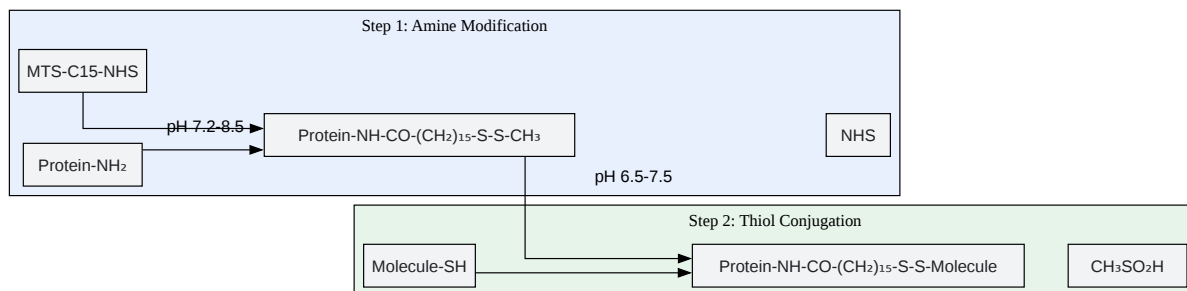 Step 1: Amine Modification
MTS-C15-NHS
pH 7.2-8.5
Protein-NH-CO-(CH₂)₁₅-S-S-CH₃
NHS
Protein-NH₂
pH 6.5-7.5
Step 2: Thiol Conjugation
Molecule-SH
Protein-NH-CO-(CH₂)₁₅-S-S-Molecule
CH₃SO₂H